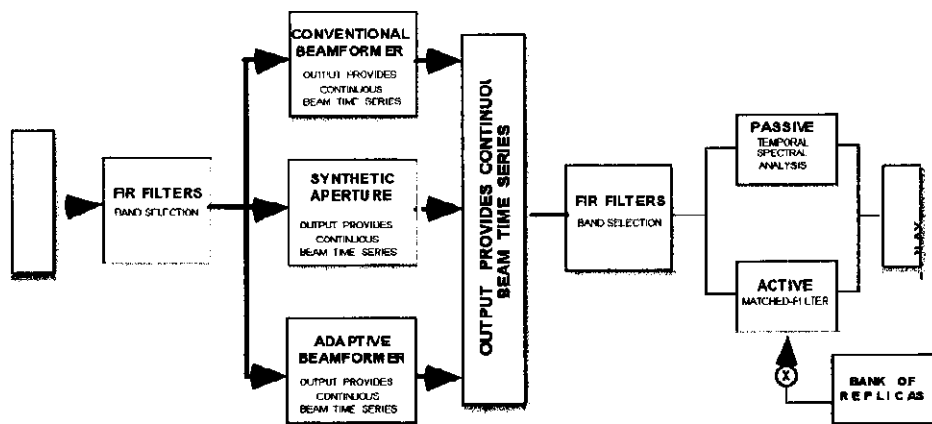 CONVENTIONAL
BEAMFORMER
OUTPUT PROVIDES
CONTINUOUS
BEAM TIME SERIES
FIR FILTERS
BAND SELECTION
SYNTHETIC
APERTURE
OUTPUT PROVIDES
CONTINUOUS
BEAM TIME SERIES
ADAPTIVE
BEAMFORMER
OUTPUT PROVIDES
CONTINUOUS
BEAM TIME SERIES
OUTPUT PROVIDES CONTINUOU
BEAM TIME SERIES
FIR FILTERS
BAND SELECTION
PASSIVE
TEMPORAL
SPECTRAL
ANALYSIS
ACTIVE
MATCHED-FILTER
X
BANK OF
REPLICAS